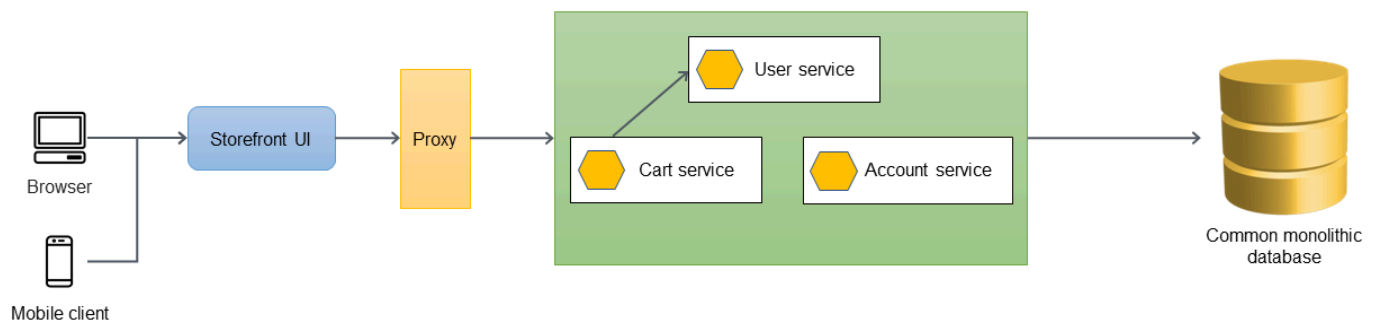 User service
Storefront UI
Proxy
Cart service
Account service
Browser
Common monolithic
database
Mobile client